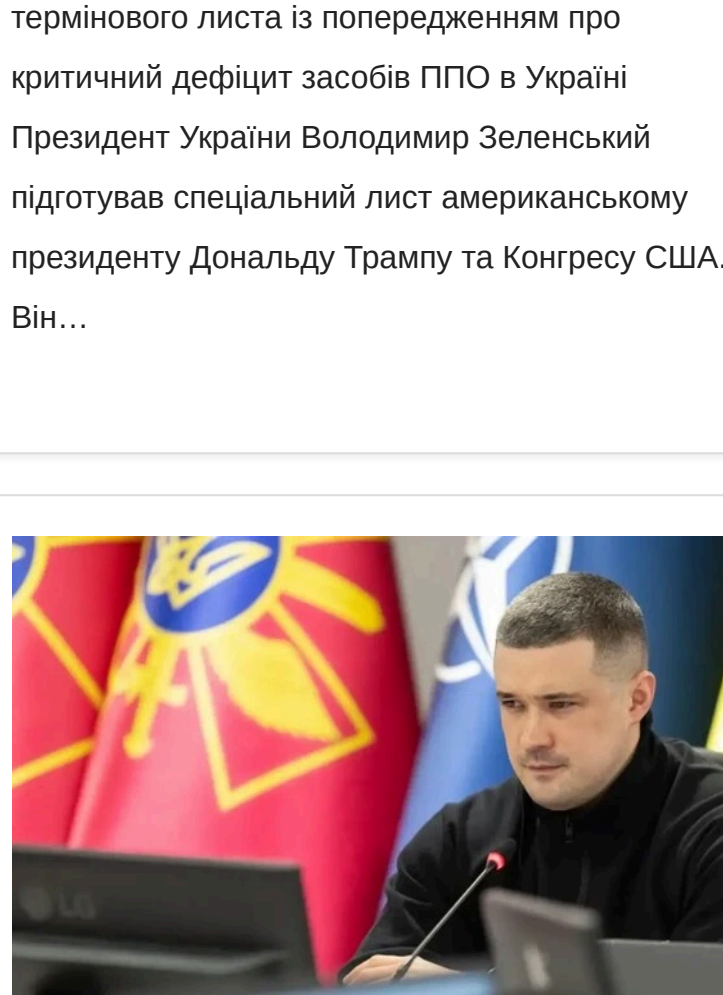 термінового листа із попередженням про
критичний дефіцит засобів ППО в Україні
Президент України Володимир Зеленський
підготував спеціальний лист американському
президенту Дональду Трампу та Конгресу США.
Він…
LG